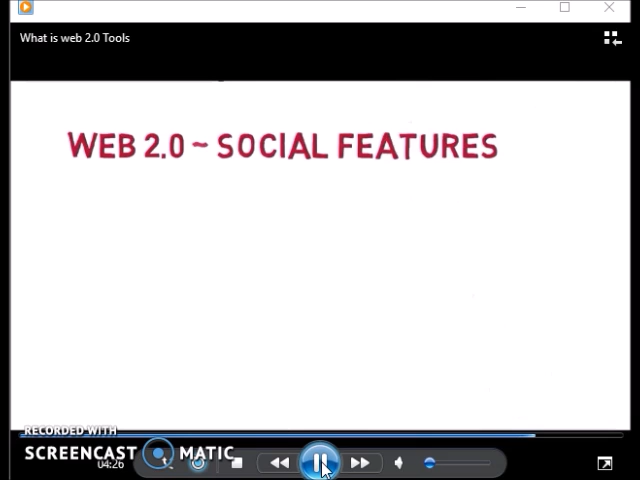 What is web 2.0 Tools
WEB 2.0 ~ SOCIAL FEATURES
RECORDED WITH
SCREENCAST MATIC
04:26